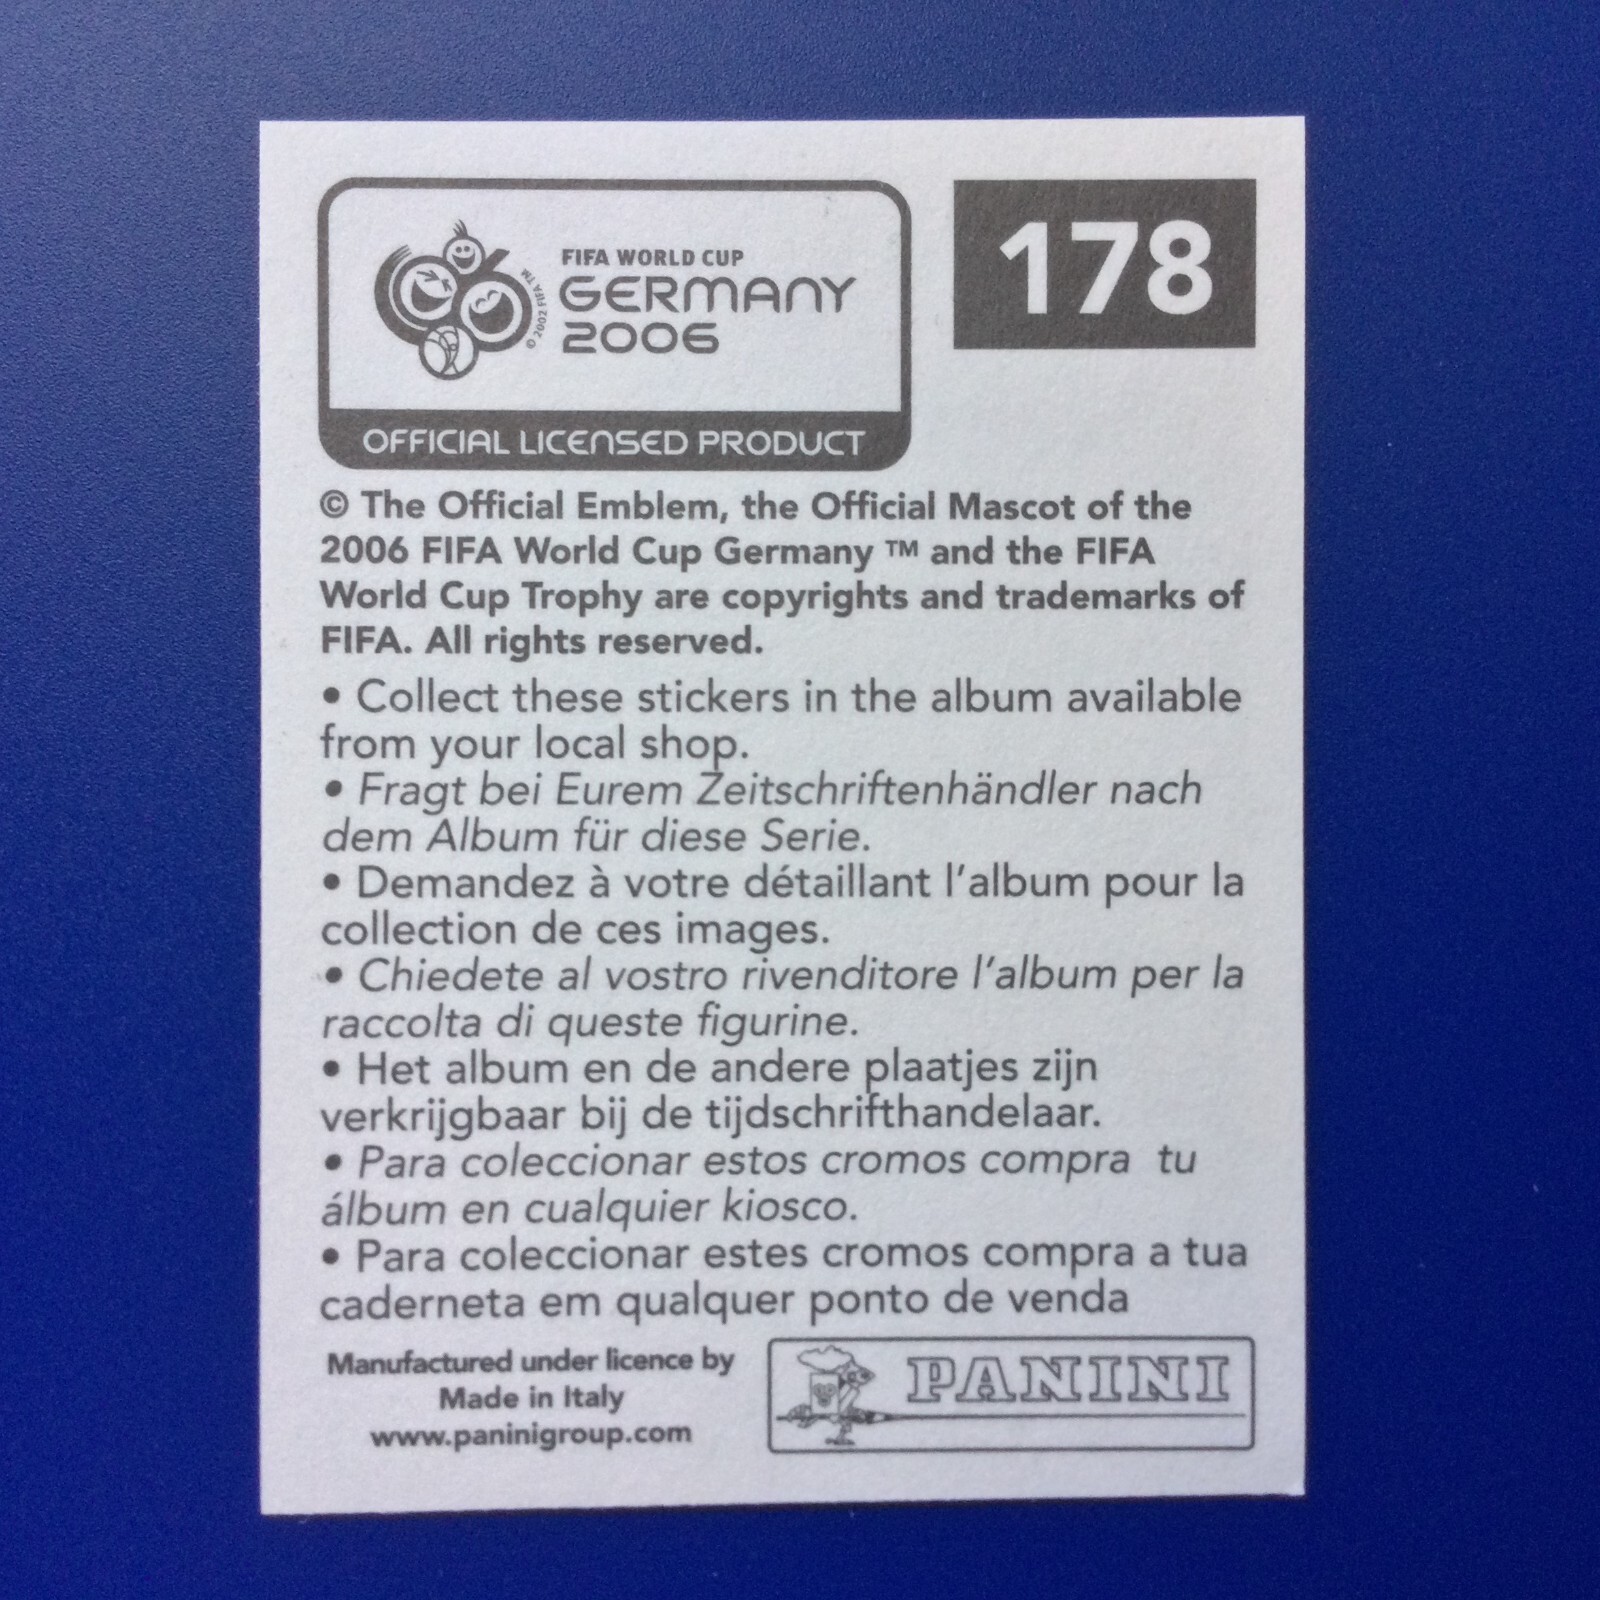 FIFA WORLD CUP
GERMANY
2006
© 2002 FIFA TM
OFFICIAL LICENSED PRODUCT
178
© The Official Emblem, the Official Mascot of the
2006 FIFA World Cup Germany ™ and the FIFA
World Cup Trophy are copyrights and trademarks of
FIFA. All rights reserved.
• Collect these stickers in the album available
from your local shop.
• Fragt bei Eurem Zeitschriftenhändler nach
dem Album für diese Serie.
• Demandez à votre détaillant l'album pour la
collection de ces images.
• Chiedete al vostro rivenditore l'album per la
raccolta di queste figurine.
• Het album en de andere plaatjes zijn
verkrijgbaar bij de tijdschrifthandelaar.
• Para coleccionar estos cromos compra  tu
álbum en cualquier kiosco.
• Para coleccionar estes cromos compra a tua
caderneta em qualquer ponto de venda
Manufactured under licence by
Made in Italy
www.paninigroup.com
PANINI